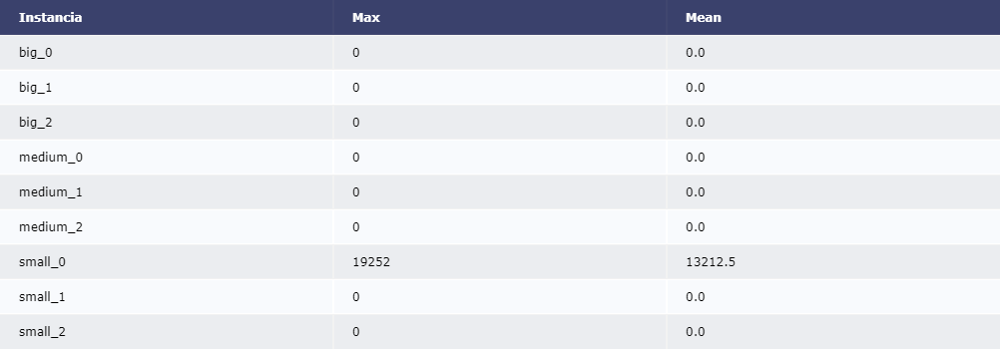 Instancia Max Mean
big_0 0 0.0
big_1 0 0.0
big_2 0 0.0
medium_0 0 0.0
medium_1 0 0.0
medium_2 0 0.0
small_0 19252 13212.5
small_1 0 0.0
small_2 0 0.0